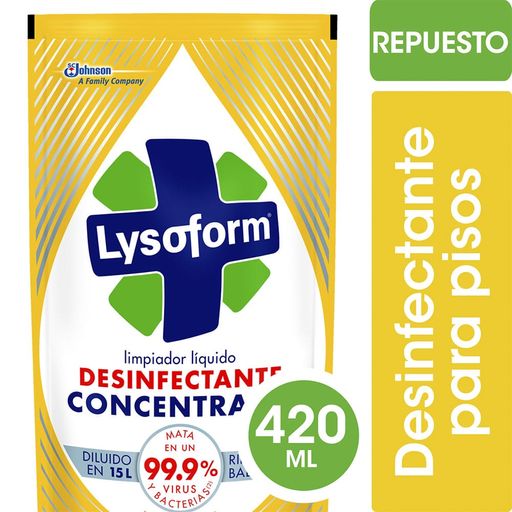 REPUESTO
SC Johnson
A Family Company
Lysoform®
limpiador líquido
DESINFECTANTE
CONCENTRA
DILUIDO
EN 15L
MATA
EN UN
99.9%
VIRUS
Y BACTERIAS(2)
420
ML
Desinfectante
para pisos